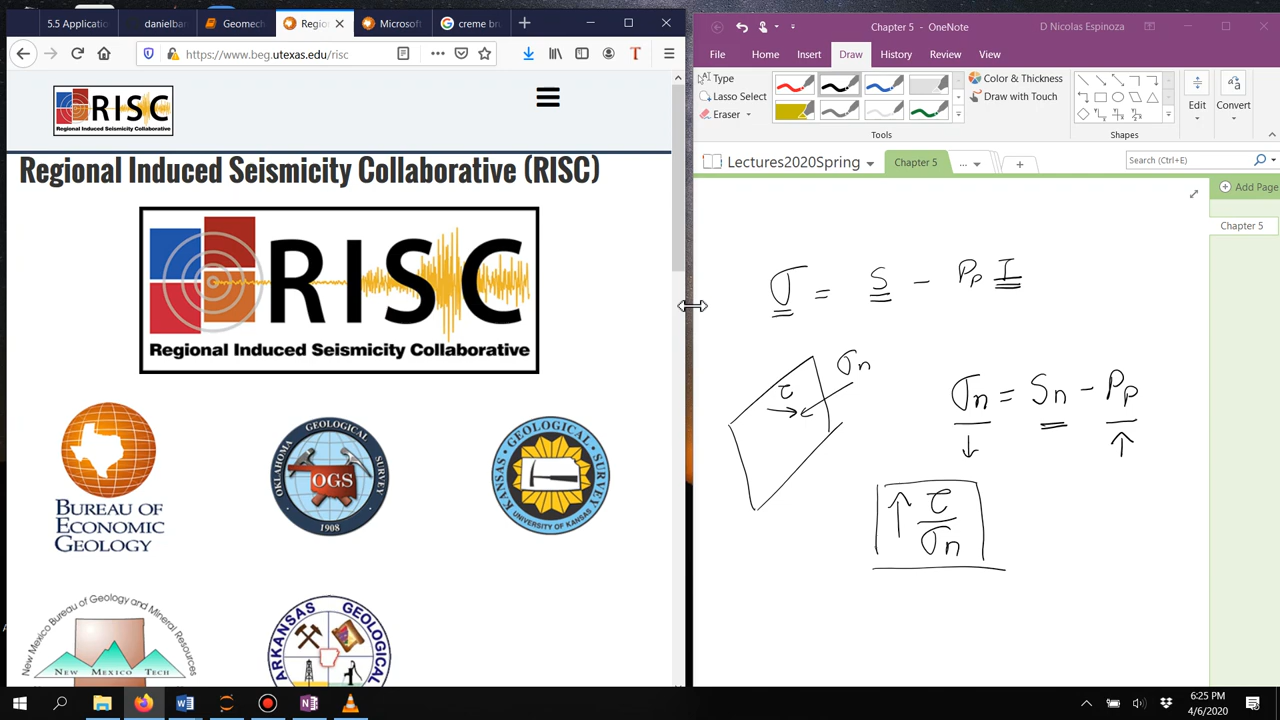 5.5 Applicatio
danielbar
Geomech
Regio
Microsoft
creme br
https://www.beg.utexas.edu/risc
RISC
Regional Induced Seismicity Collaborative
Regional Induced Seismicity Collaborative (RISC)
RISC
Regional Induced Seismicity Collaborative
BUREAU OF
ECONOMIC
GEOLOGY
OKLAHOMA GEOLOGICAL SURVEY
OGS
1908
KANSAS GEOLOGICAL SURVEY
UNIVERSITY OF KANSAS
New Mexico Bureau of Geology and Mineral Resources
NEW MEXICO TECH
ARKANSAS GEOLOGICAL
Chapter 5 - OneNote
D Nicolas Espinoza
File
Home
Insert
Draw
History
Review
View
Type
Lasso Select
Eraser
Color & Thickness
Draw with Touch
Tools
Shapes
Edit
Convert
Lectures2020Spring
Chapter 5
...
Search (Ctrl+E)
Add Page
Chapter 5
σ = S - Pp I
τ
σn
σn = Sn - Pp
↓ ↑
↑ τ
σn
6:25 PM
4/6/2020